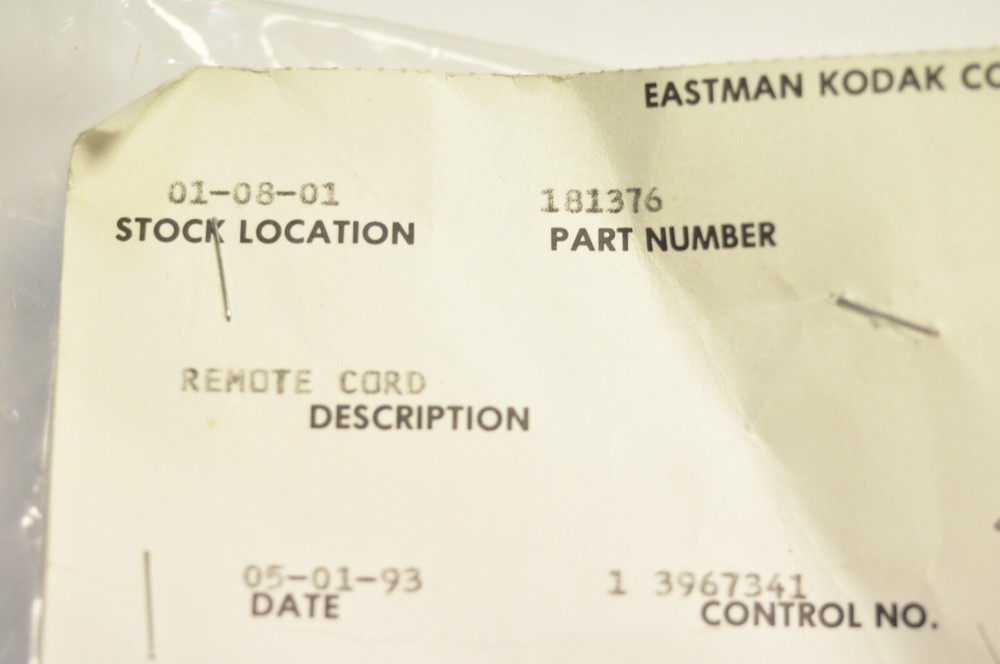 EASTMAN KODAK CO
01-08-01 181376
STOCK LOCATION PART NUMBER
REMOTE CORD
DESCRIPTION
05-01-93 1 3967341
DATE CONTROL NO.